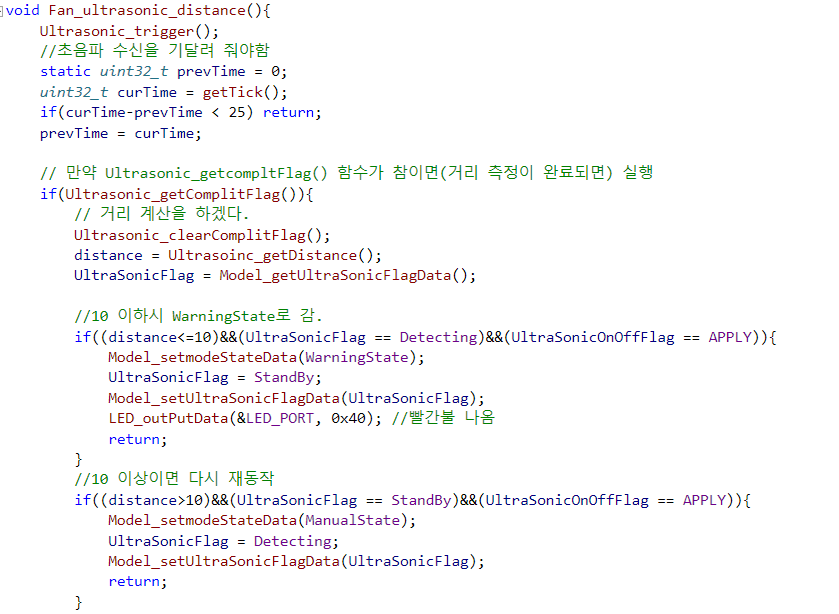 void Fan_ultrasonic_distance(){
Ultrasonic_trigger();
//초음파 수신을 기달려 줘야함
static uint32_t prevTime = 0;
uint32_t curTime = getTick();
if(curTime-prevTime < 25) return;
prevTime = curTime;
// 만약 Ultrasonic_getcompltFlag() 함수가 참이면(거리 측정이 완료되면) 실행
if(Ultrasonic_getComplitFlag()){
// 거리 계산을 하겠다.
Ultrasonic_clearComplitFlag();
distance = Ultrasoinc_getDistance();
UltraSonicFlag = Model_getUltraSonicFlagData();
//10 이하시 WarningState로 감.
if((distance<=10)&&(UltraSonicFlag == Detecting)&&(UltraSonicOnOffFlag == APPLY)){
Model_setmodeStateData(WarningState);
UltraSonicFlag = StandBy;
Model_setUltraSonicFlagData(UltraSonicFlag);
LED_outPutData(&LED_PORT, 0x40); //빨간불 나옴
return;
}
//10 이상이면 다시 재동작
if((distance>10)&&(UltraSonicFlag == StandBy)&&(UltraSonicOnOffFlag == APPLY)){
Model_setmodeStateData(ManualState);
UltraSonicFlag = Detecting;
Model_setUltraSonicFlagData(UltraSonicFlag);
return;
}